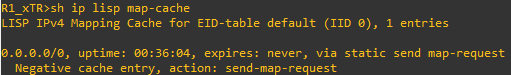 R1_xTR>sh ip lisp map-cache
LISP IPv4 Mapping Cache for EID-table default (IID 0), 1 entries
0.0.0.0/0, uptime: 00:36:04, expires: never, via static send map-request
Negative cache entry, action: send-map-request